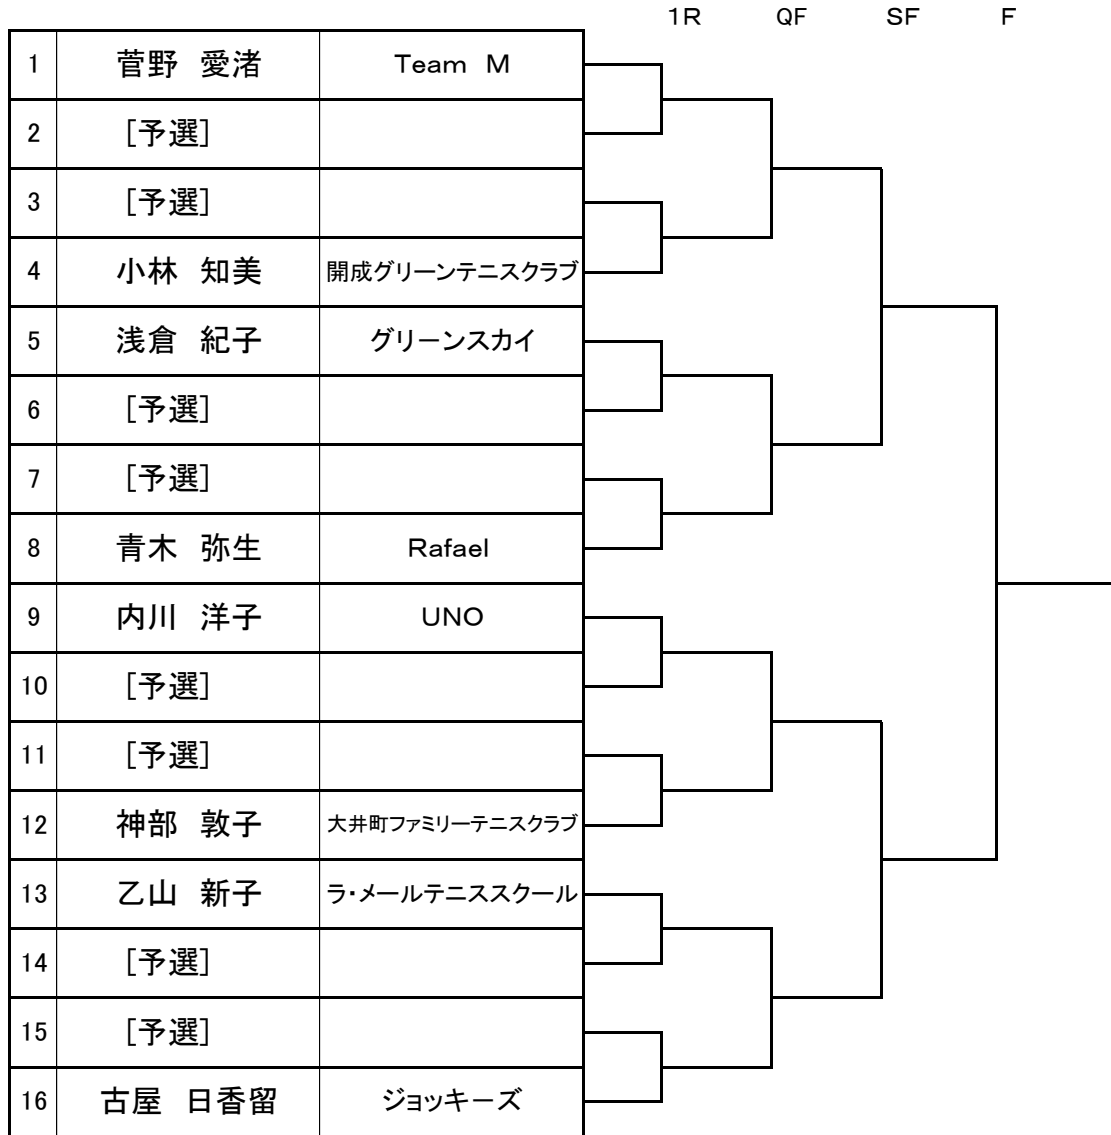 1R QF SF F
1 菅野 愛渚 Team M
2 [予選]
3 [予選]
4 小林 知美 開成グリーンテニスクラブ
5 浅倉 紀子 グリーンスカイ
6 [予選]
7 [予選]
8 青木 弥生 Rafael
9 内川 洋子 UNO
10 [予選]
11 [予選]
12 神部 敦子 大井町ファミリーテニスクラブ
13 乙山 新子 ラ・メールテニススクール
14 [予選]
15 [予選]
16 古屋 日香留 ジョッキーズ